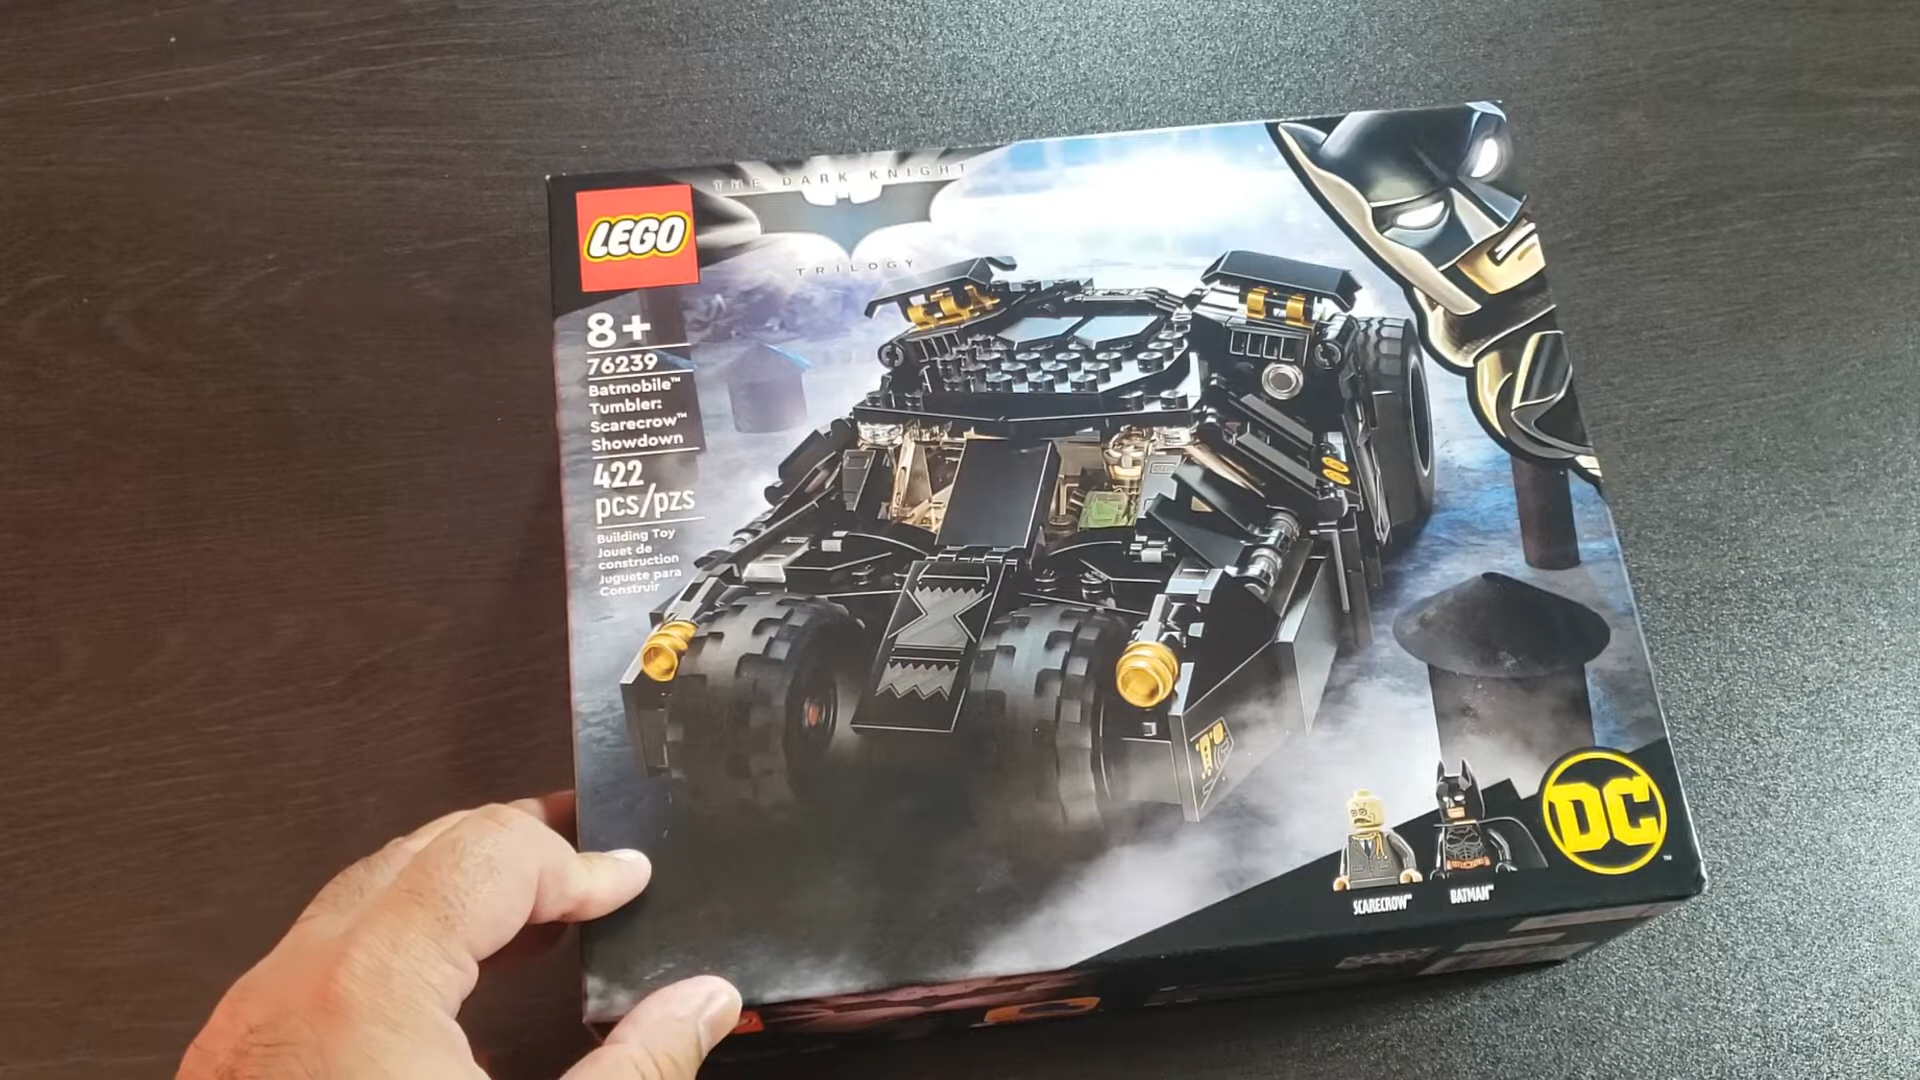 THE DARK KNIGHT
TRILOGY
LEGO
8+
76239
Batmobile™
Tumbler:
Scarecrow™
Showdown
422
pcs/pzs
Building Toy
Jouet de
construction
Juguete para
Construir
DC™
SCARECROW™
BATMAN™